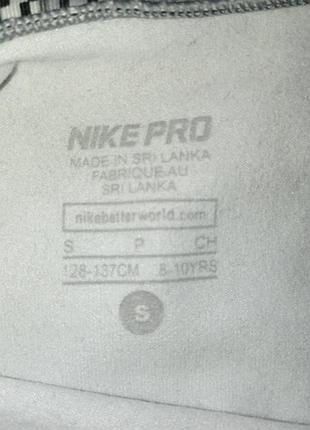 NIKE PRO
MADE IN SRI LANKA
FABRIQUE AU
SRI LANKA
nikebetterworld.com
S P CH
128-137CM 8-10YRS
S